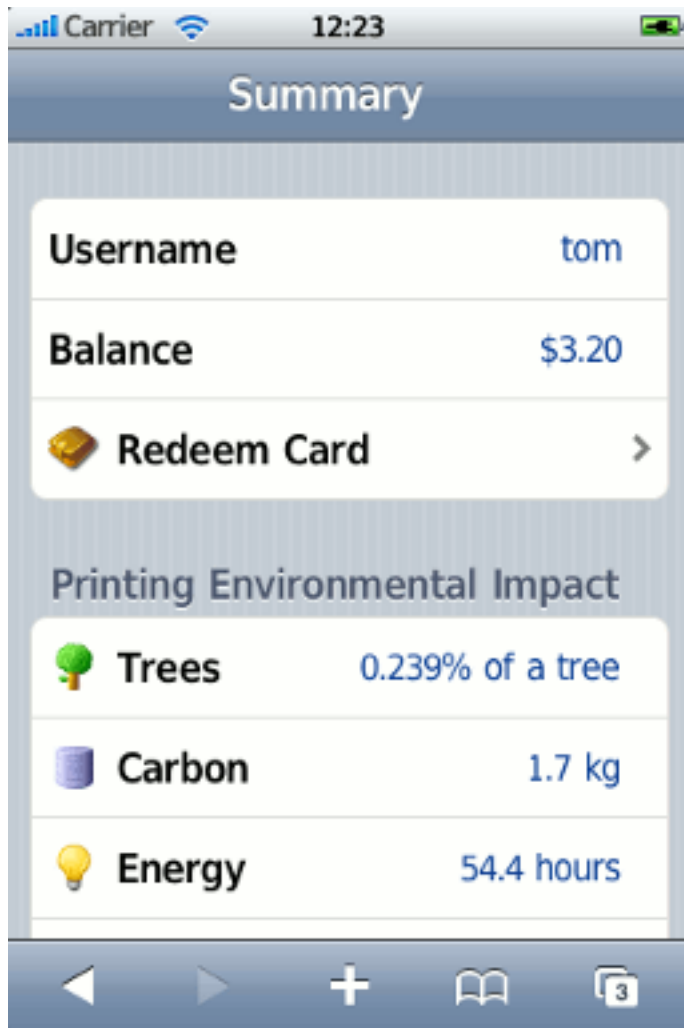 Carrier 12:23
Summary
Username tom
Balance $3.20
Redeem Card
Printing Environmental Impact
Trees 0.239% of a tree
Carbon 1.7 kg
Energy 54.4 hours
3